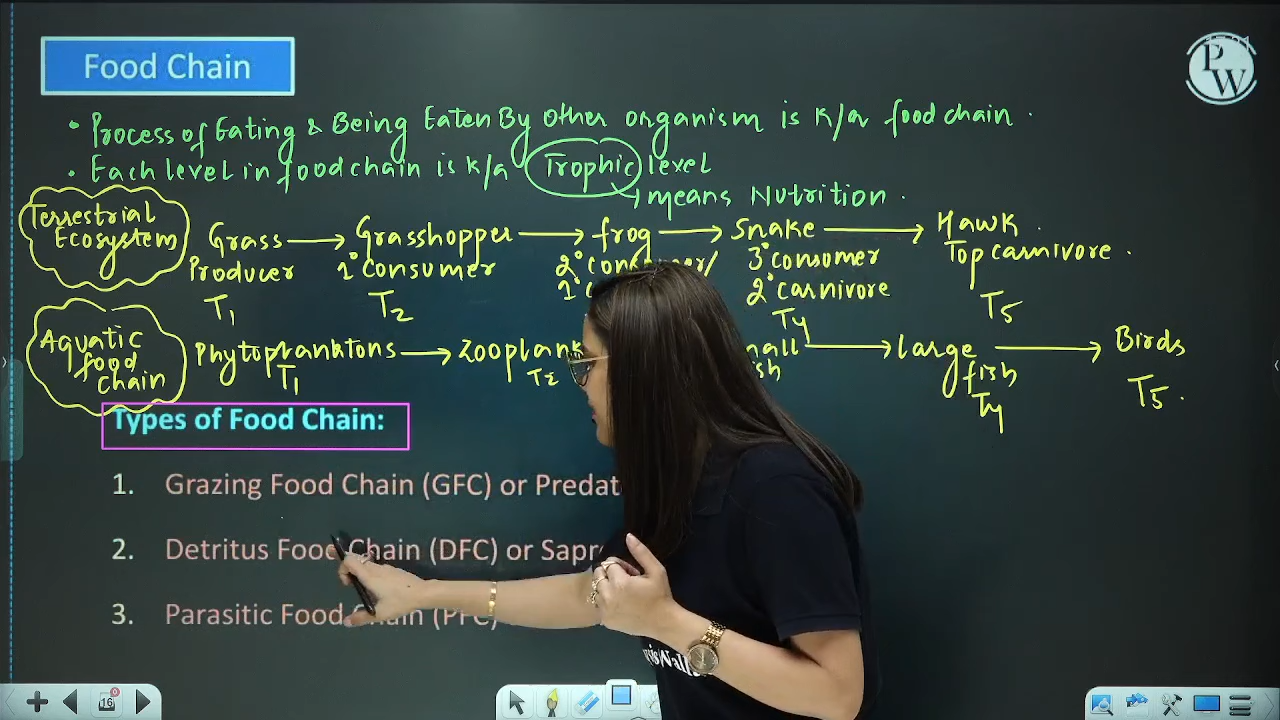 Food Chain
PW
• Process of Eating & Being Eaten By Other organism is k/a food chain.
• Each level in food chain is k/a Trophic level
→ means Nutrition.
Terrestrial Ecosystem
Grass → Grasshopper → frog → Snake → Hawk
Producer 1° consumer 2° consumer/ 3° consumer Top carnivore.
1° 2° carnivore
T1 T2 T4 T5
Aquatic food chain
Phytoplanktons → Zooplank → Large fish → Birds
T1 T2 T4 T5.
Types of Food Chain:
1. Grazing Food Chain (GFC) or
2. Detritus Food Chain (DFC) or
3. Parasitic Food Chain (PFC)
16